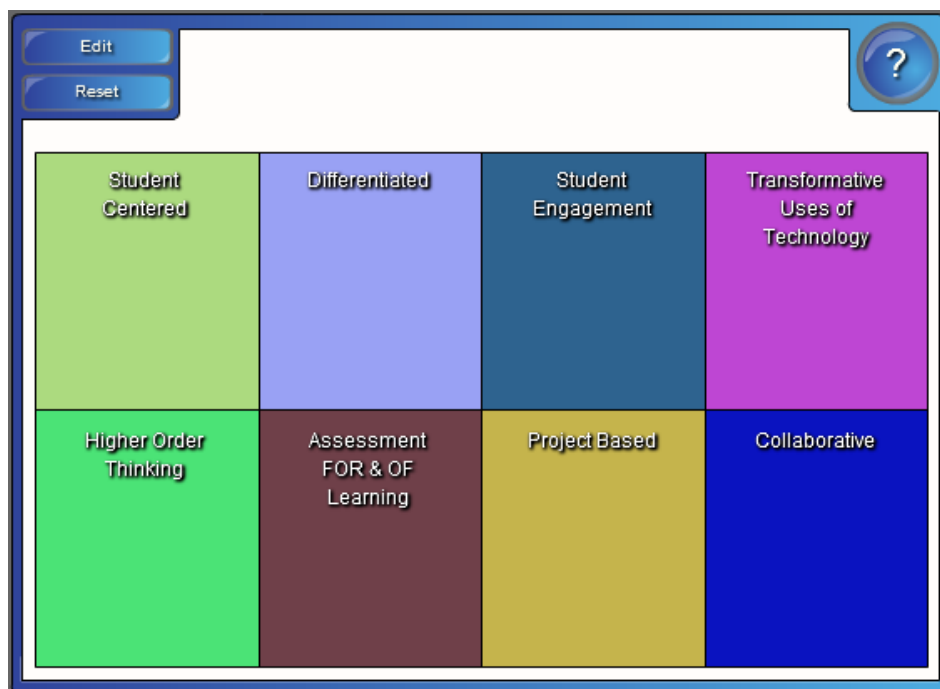 Edit
Reset
?
Student
Centered
Differentiated
Student
Engagement
Transformative
Uses of
Technology
Higher Order
Thinking
Assessment
FOR & OF
Learning
Project Based
Collaborative